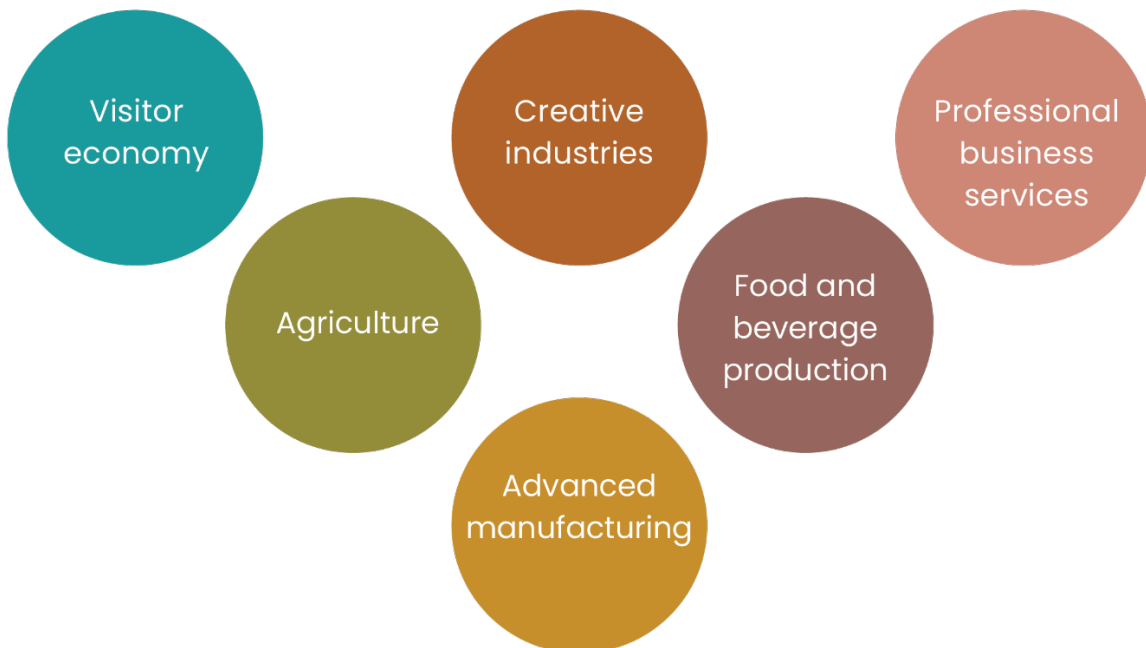 Visitor
economy
Creative
industries
Professional
business
services
Agriculture
Food and
beverage
production
Advanced
manufacturing